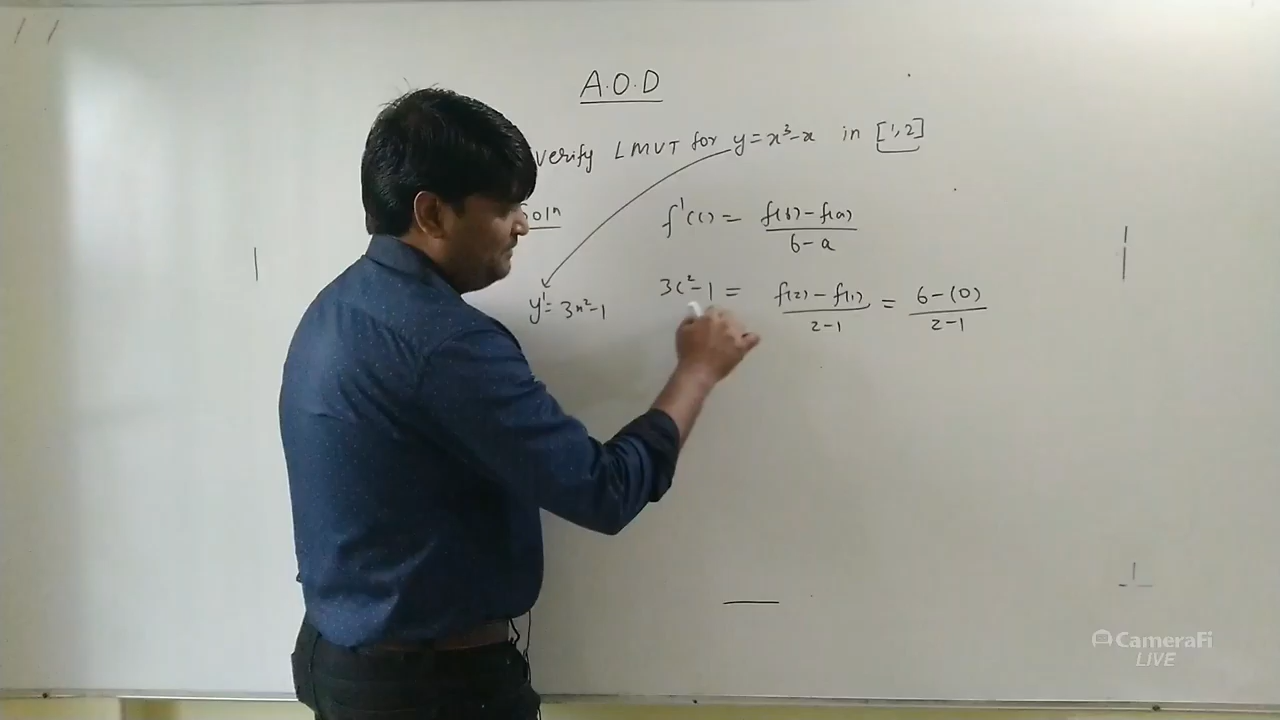 A.O.D
verify LMVT for y = x³-x in [1,2]
Soln
f'(c) = f(b) - f(a) / b - a
y' = 3x²-1
3c²-1 = f(2) - f(1) / 2-1 = 6-(0) / 2-1
CameraFi
LIVE